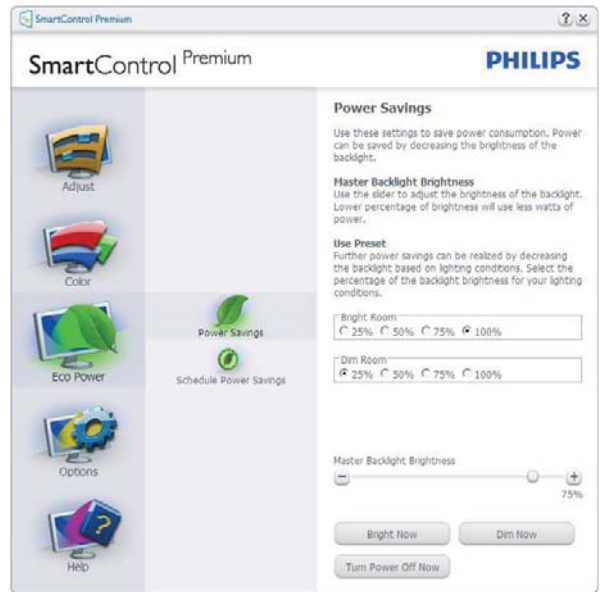 SmartControl Premium
? X
SmartControl Premium
PHILIPS
Adjust
Color
Eco Power
Options
Help
Power Savings
Schedule Power Savings
Power Savings
Use these settings to save power consumption. Power
can be saved by decreasing the brightness of the
backlight.
Master Backlight Brightness
Use the slider to adjust the brightness of the backlight.
Lower percentage of brightness will use less watts of
power.
Use Preset
Further power savings can be realized by decreasing
the backlight based on lighting conditions. Select the
percentage of the backlight brightness for your lighting
conditions.
Bright Room
25% 50% 75% 100%
Dim Room
25% 50% 75% 100%
Master Backlight Brightness
75%
Bright Now
Dim Now
Turn Power Off Now